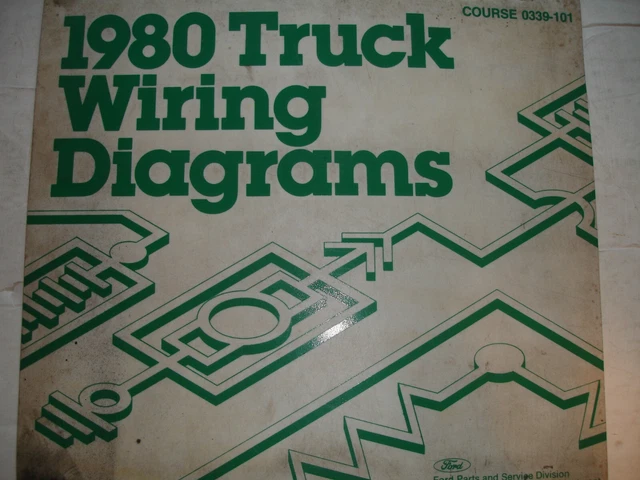 COURSE 0339-101
1980 Truck
Wiring
Diagrams
Ford
Ford Parts and Service Division